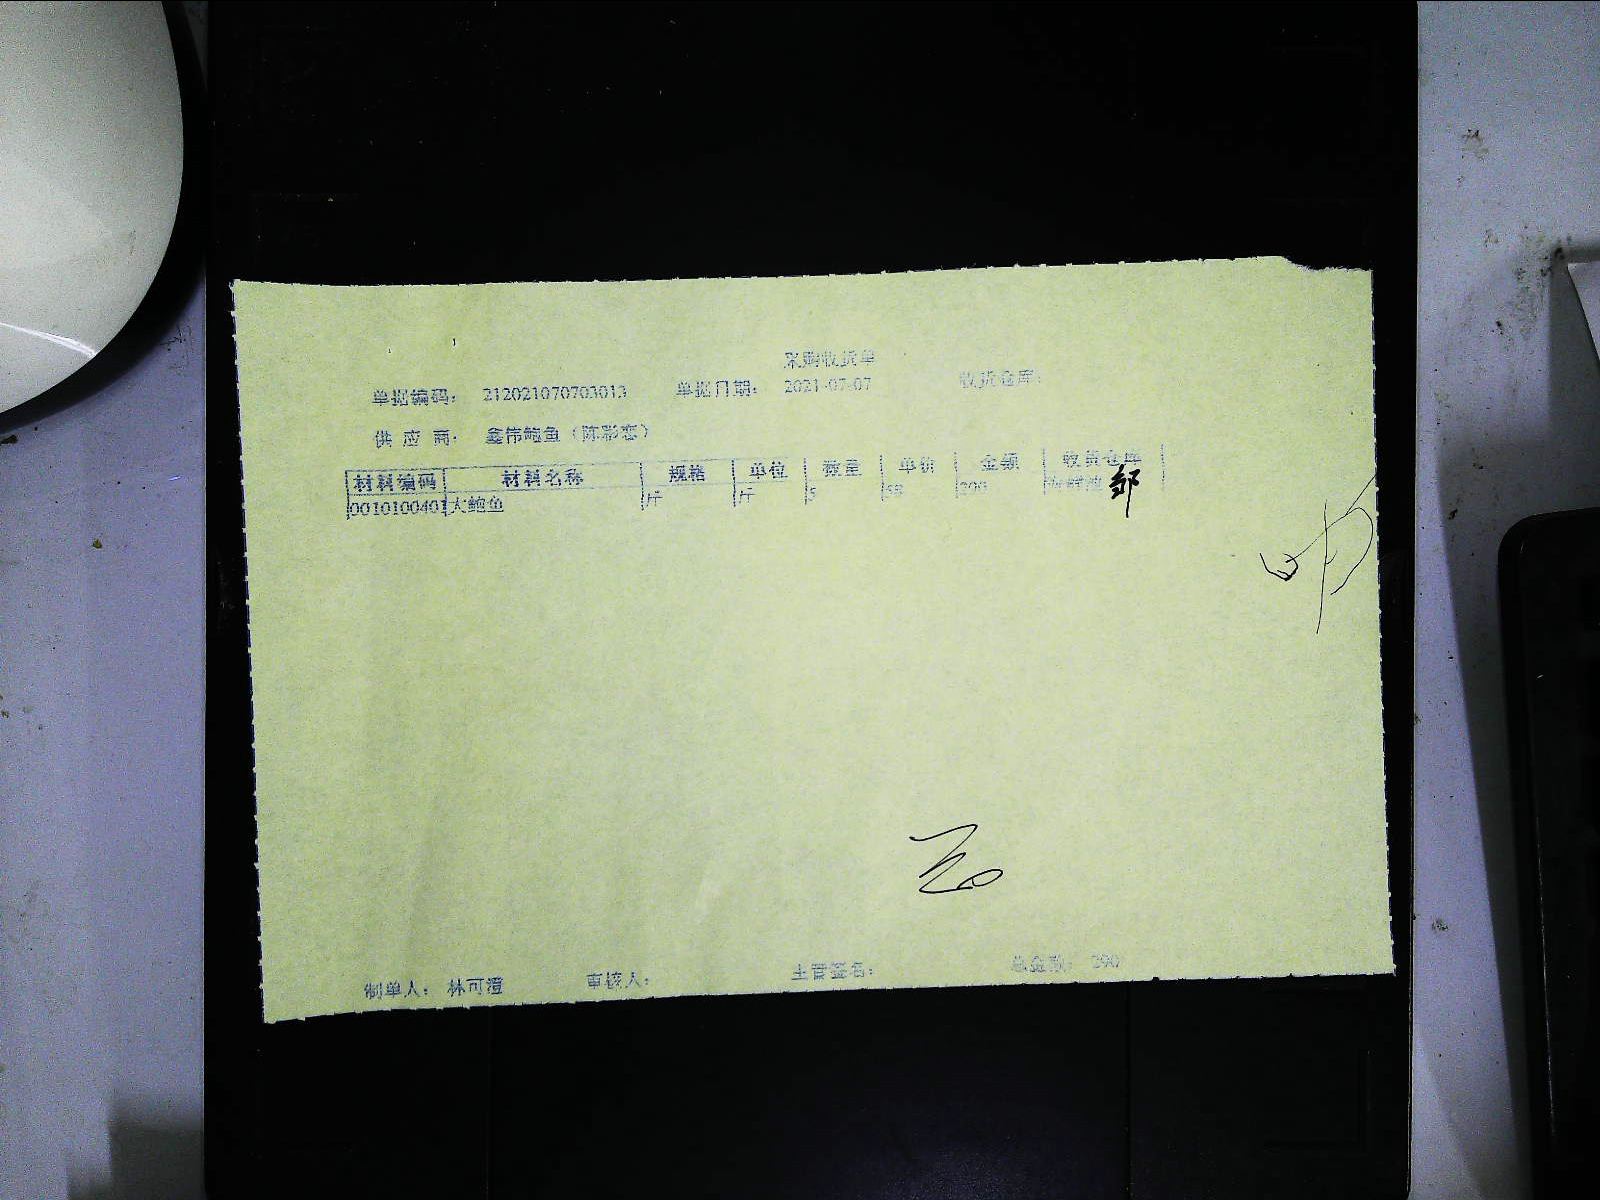 采购收货单
单据编码： 212021070703013 单据日期： 2021-07-07 收货仓库：
供 应 商： 鑫伟鲍鱼（陈彩恋）
材料编码 材料名称 规格 单位 数量 单价 金额 收货仓库
0010100401 大鲍鱼 斤 斤 5 58 290 海鲜池 邹
制单人： 林可澄 审核人： 主管签名： 总金额： 290